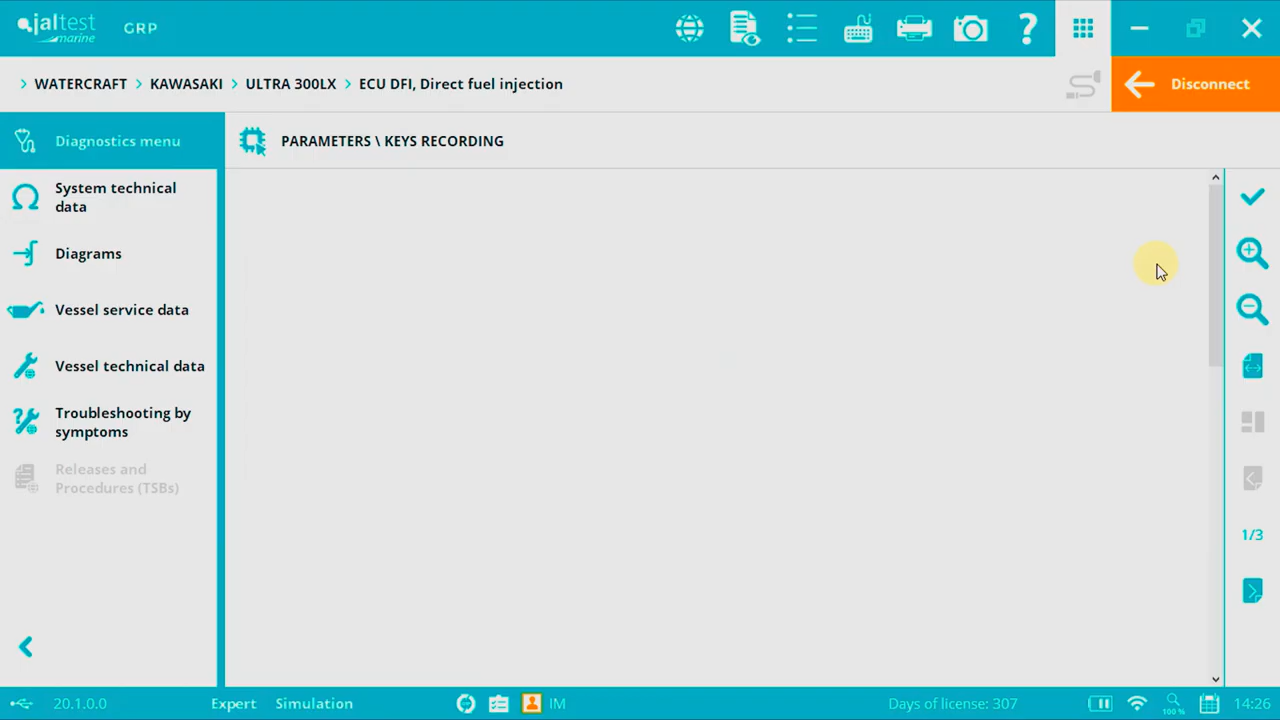 jaltest
marine
GRP
?
> WATERCRAFT > KAWASAKI > ULTRA 300LX > ECU DFI, Direct fuel injection
Disconnect
Diagnostics menu
PARAMETERS \ KEYS RECORDING
System technical
data
Diagrams
Vessel service data
Vessel technical data
Troubleshooting by
symptoms
Releases and
Procedures (TSBs)
1/3
20.1.0.0
Expert
Simulation
IM
Days of license: 307
100 %
14:26